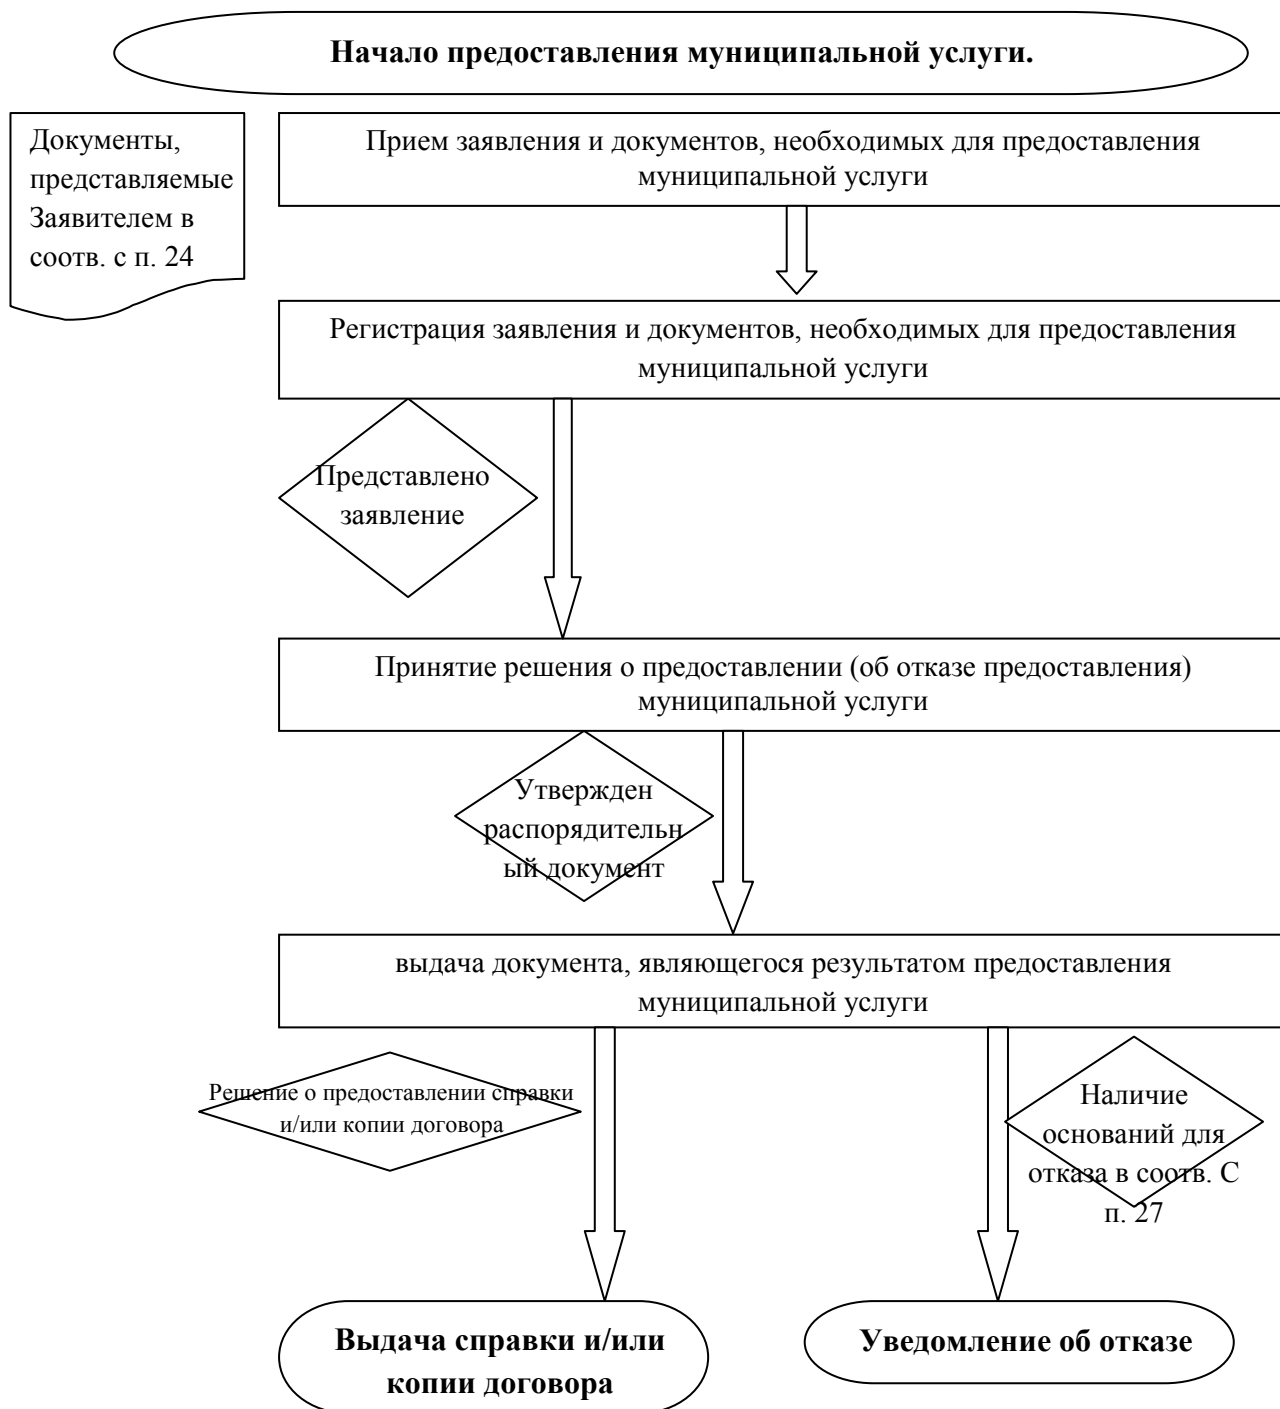 Начало предоставления муниципальной услуги.
Документы,
представляемые
Заявителем в
соотв. с п. 24
Прием заявления и документов, необходимых для предоставления
муниципальной услуги
Регистрация заявления и документов, необходимых для предоставления
муниципальной услуги
Представлено
заявление
Принятие решения о предоставлении (об отказе предоставления)
муниципальной услуги
Утвержден
распорядительн
ый документ
выдача документа, являющегося результатом предоставления
муниципальной услуги
Решение о предоставлении справки
и/или копии договора
Наличие
оснований для
отказа в соотв. С
п. 27
Выдача справки и/или
копии договора
Уведомление об отказе